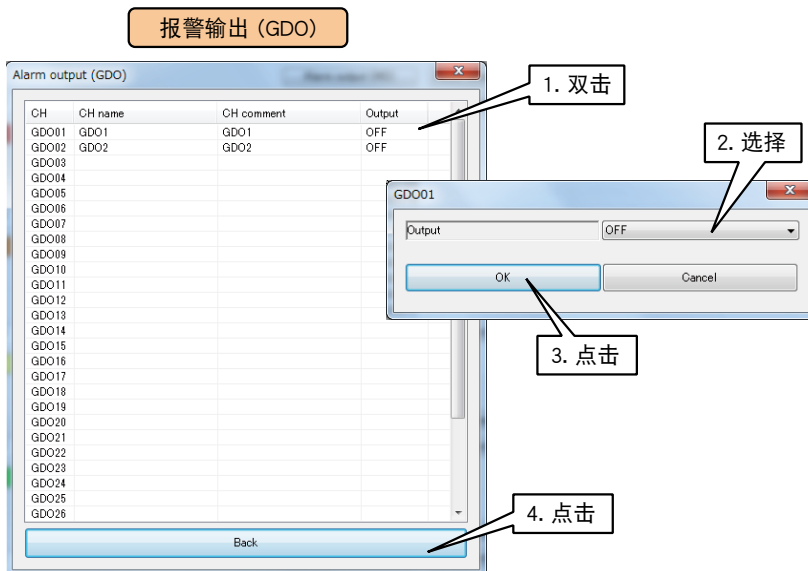 报警输出 (GDO)
Alarm output (GDO)
1. 双击
CH CH name CH comment Output
GDO01 GDO1 GDO1 OFF
GDO02 GDO2 GDO2 OFF
GDO03
GDO04
GDO05
GDO06
GDO07
GDO08
GDO09
GDO10
GDO11
GDO12
GDO13
GDO14
GDO15
GDO16
GDO17
GDO18
GDO19
GDO20
GDO21
GDO22
GDO23
GDO24
GDO25
GDO26
Back
2. 选择
GDO01
Output OFF
OK Cancel
3. 点击
4. 点击